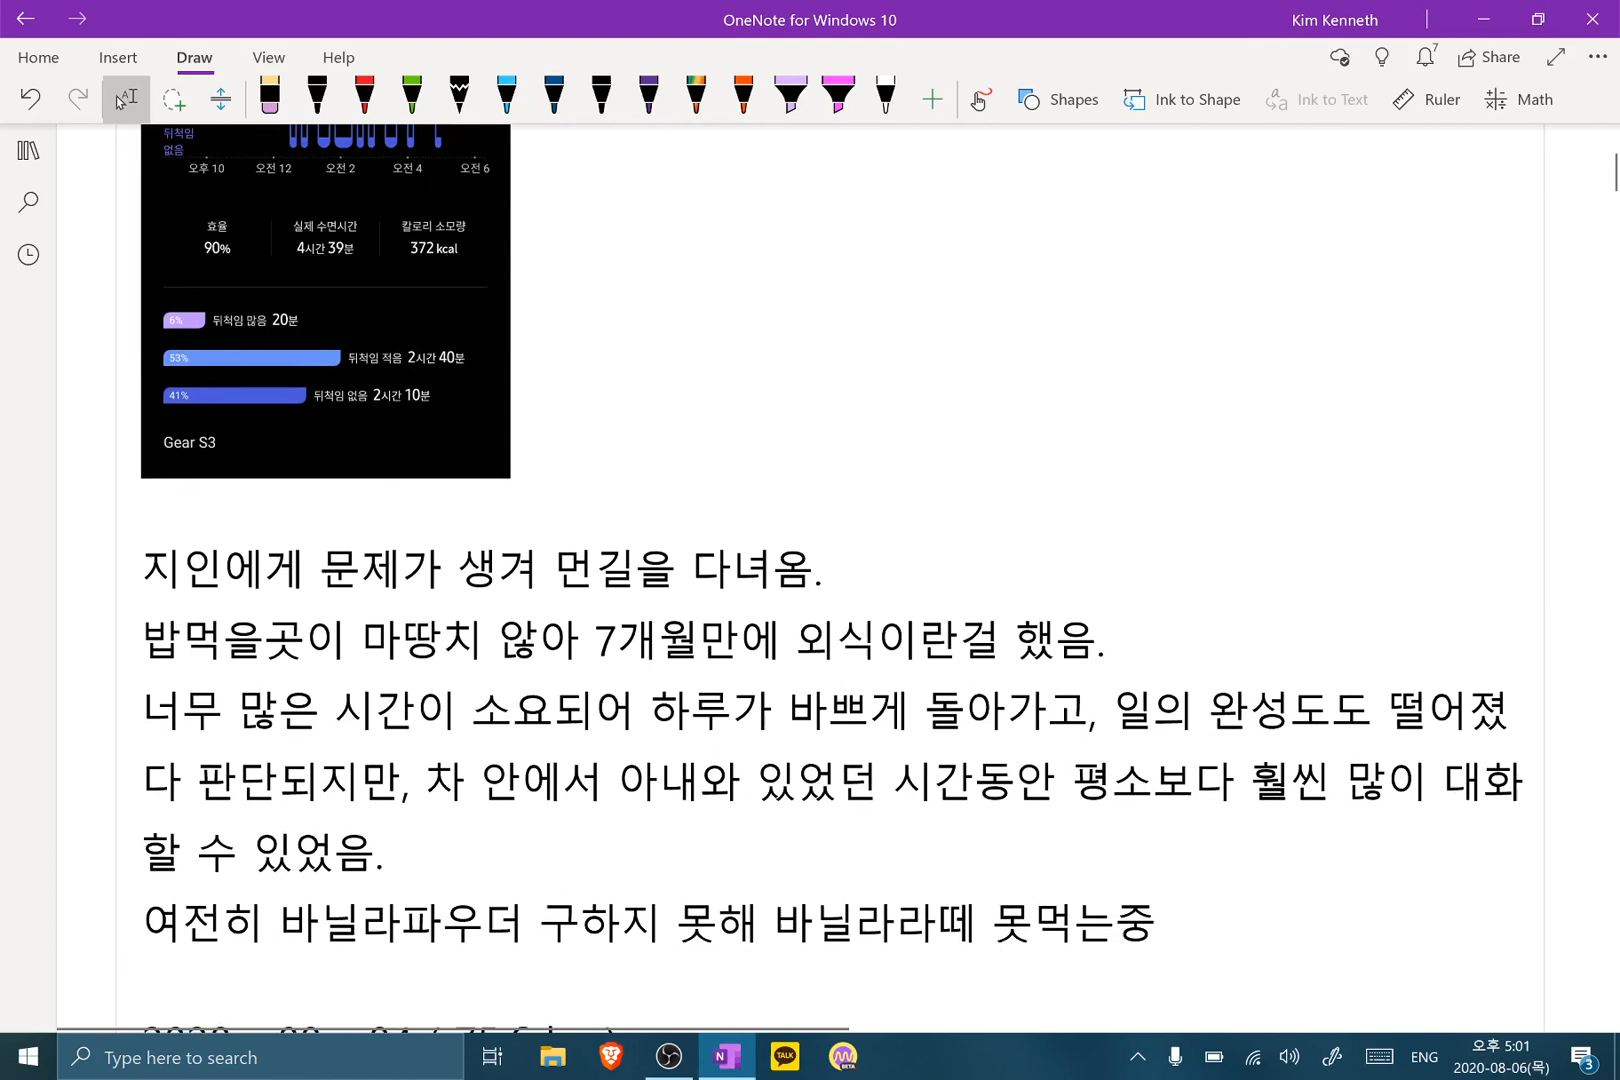 OneNote for Windows 10
Kim Kenneth
Home Insert Draw View Help
7
Share
Shapes Ink to Shape Ink to Text Ruler Math
뒤척임
없음
오후 10 오전 12 오전 2 오전 4 오전 6
효율 실제 수면시간 칼로리 소모량
90% 4시간 39분 372 kcal
6% 뒤척임 많음 20분
53% 뒤척임 적음 2시간 40분
41% 뒤척임 없음 2시간 10분
Gear S3
지인에게 문제가 생겨 먼길을 다녀옴.
밥먹을곳이 마땅치 않아 7개월만에 외식이란걸 했음.
너무 많은 시간이 소요되어 하루가 바쁘게 돌아가고, 일의 완성도도 떨어졌
다 판단되지만, 차 안에서 아내와 있었던 시간동안 평소보다 훨씬 많이 대화
할 수 있었음.
여전히 바닐라파우더 구하지 못해 바닐라라떼 못먹는중
Type here to search
TALK
BETA
ENG
오후 5:01
2020-08-06(목)
3